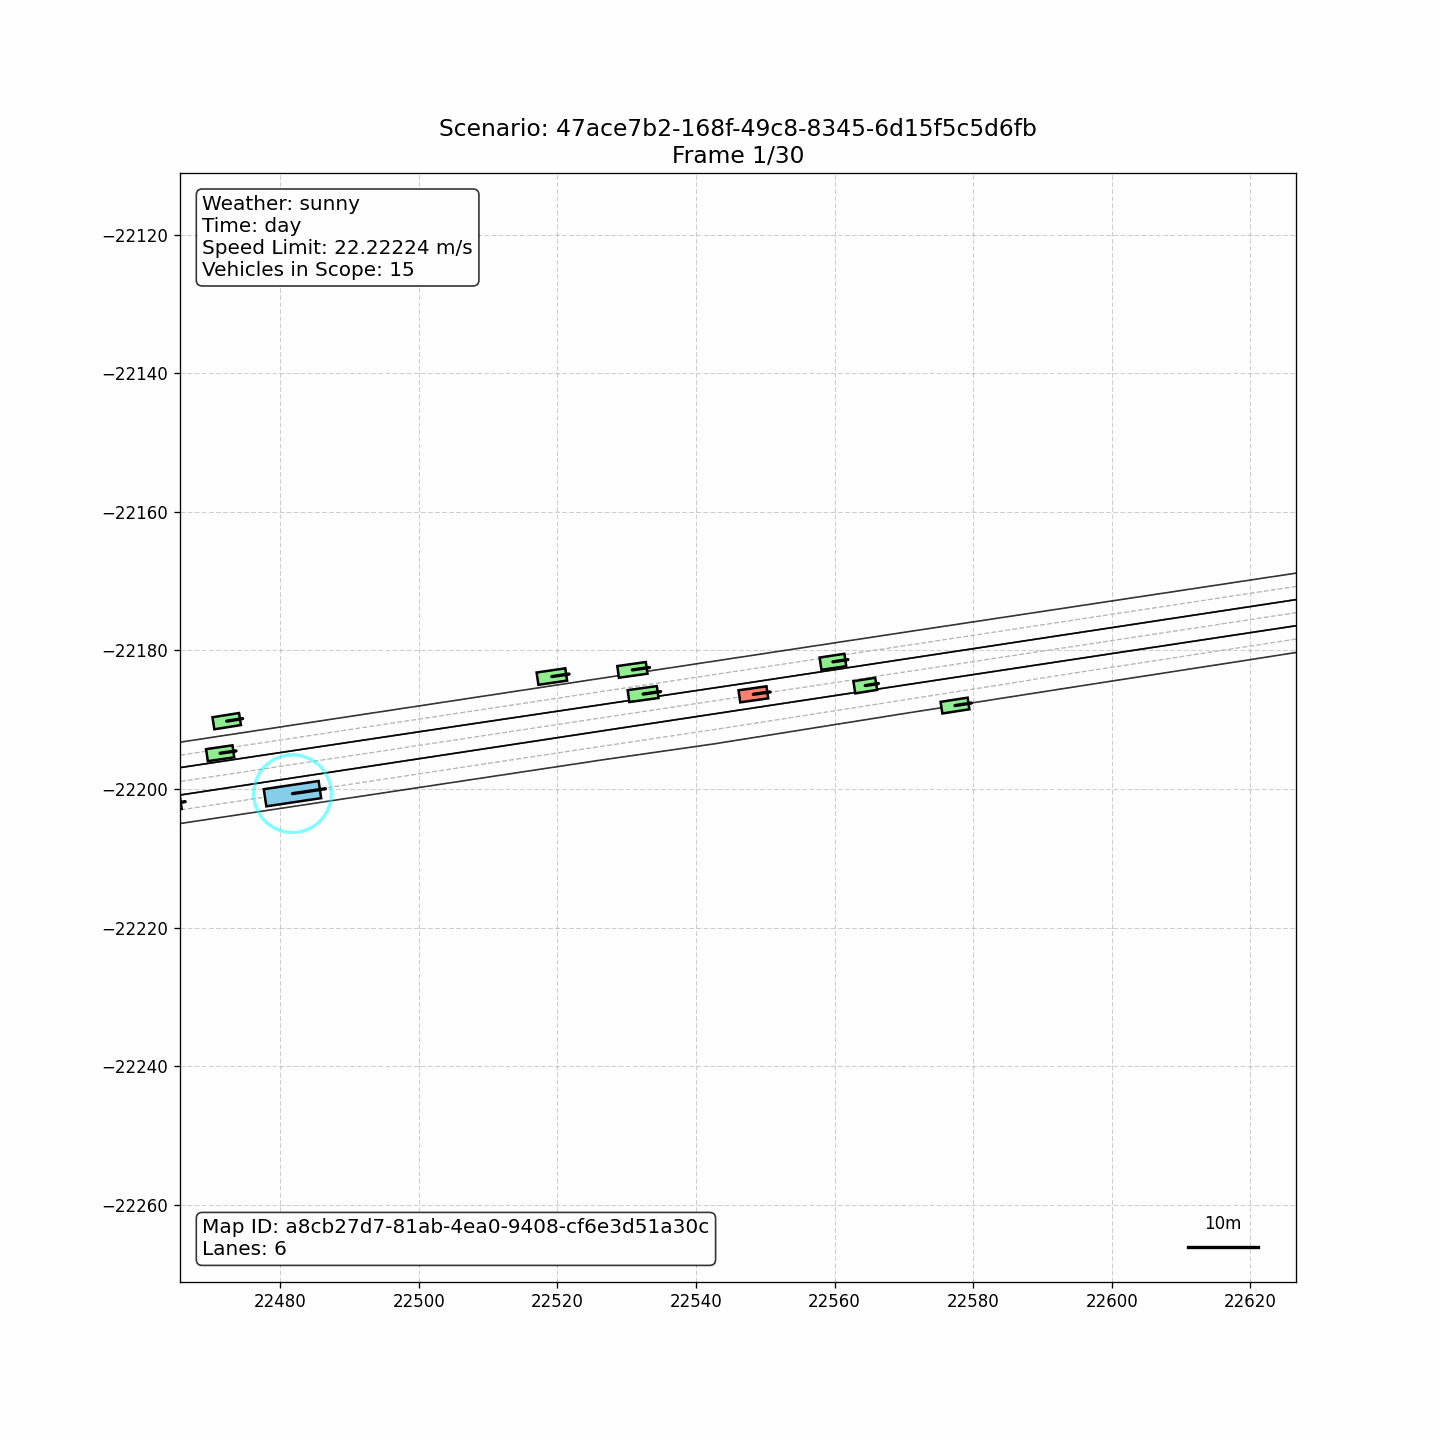 Scenario: 47ace7b2-168f-49c8-8345-6d15f5c5d6fb
Frame 1/30
Weather: sunny
Time: day
Speed Limit: 22.22224 m/s
Vehicles in Scope: 15
−22120
−22140
−22160
−22180
−22200
−22220
−22240
−22260
Map ID: a8cb27d7-81ab-4ea0-9408-cf6e3d51a30c
Lanes: 6
10m
22480 22500 22520 22540 22560 22580 22600 22620